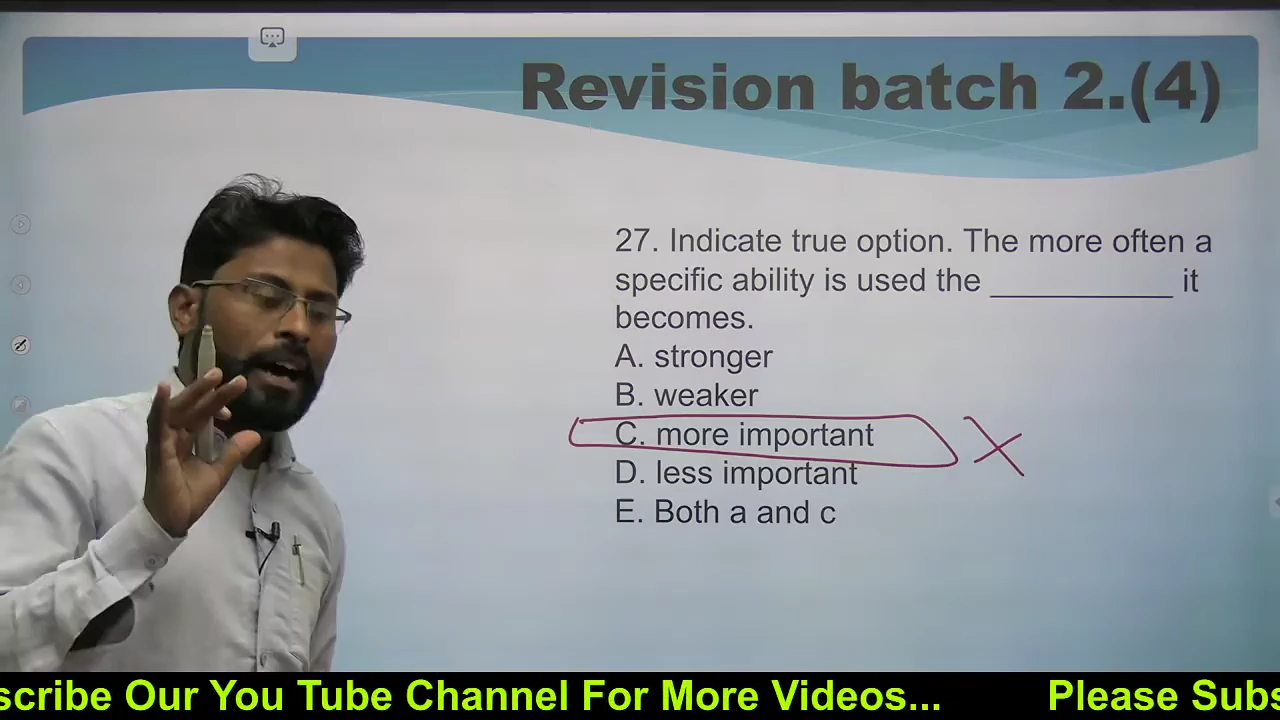 Revision batch 2.(4)
27. Indicate true option. The more often a
specific ability is used the ___________ it
becomes.
A. stronger
B. weaker
C. more important
D. less important
E. Both a and c
scribe Our You Tube Channel For More Videos... Please Subs